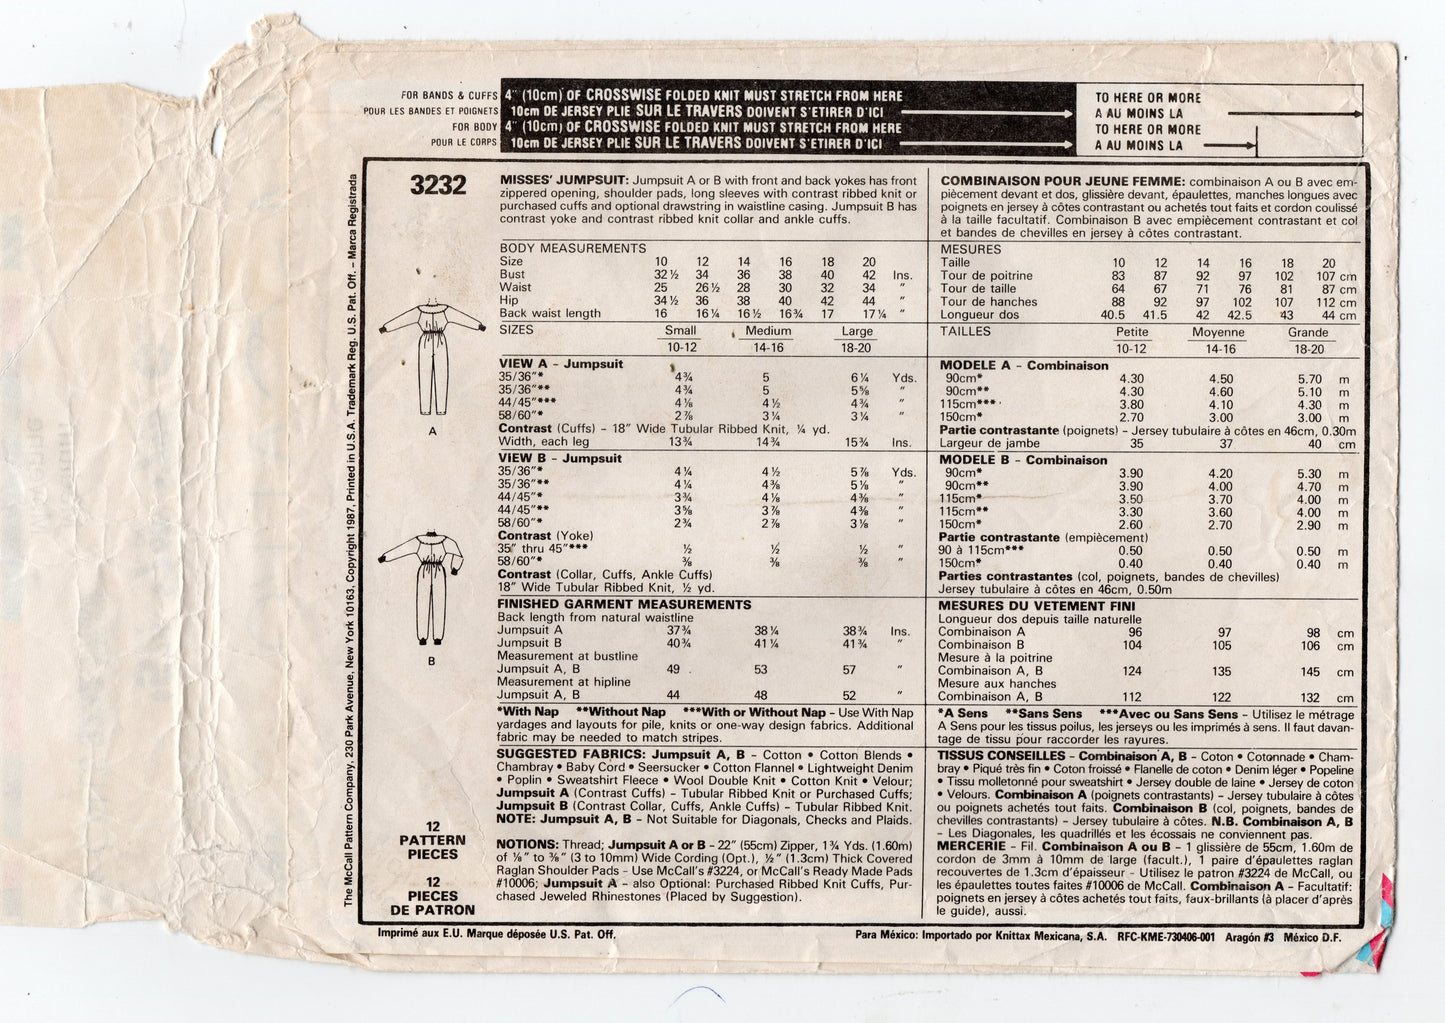 FOR BANDS & CUFFS 4" (10cm) OF CROSSWISE FOLDED KNIT MUST STRETCH FROM HERE TO HERE OR MORE
POUR LES BANDES ET POIGNETS 10cm DE JERSEY PLIE SUR LE TRAVERS DOIVENT S'ETIRER D'ICI A AU MOINS LA
FOR BODY 4" (10cm) OF CROSSWISE FOLDED KNIT MUST STRETCH FROM HERE TO HERE OR MORE
POUR LE CORPS 10cm DE JERSEY PLIE SUR LE TRAVERS DOIVENT S'ETIRER D'ICI A AU MOINS LA
The McCall Pattern Company, 230 Park Avenue, New York 10163, Copyright 1987, Printed in U.S.A. Trademark Reg. U.S. Pat. Off. – Marca Registrada
3232
A
B
12
PATTERN
PIECES
12
PIECES
DE PATRON
MISSES' JUMPSUIT: Jumpsuit A or B with front and back yokes has front
zippered opening, shoulder pads, long sleeves with contrast ribbed knit or
purchased cuffs and optional drawstring in waistline casing. Jumpsuit B has
contrast yoke and contrast ribbed knit collar and ankle cuffs.
BODY MEASUREMENTS
Size 10 12 14 16 18 20
Bust 32½ 34 36 38 40 42 Ins.
Waist 25 26½ 28 30 32 34 "
Hip 34½ 36 38 40 42 44 "
Back waist length 16 16¼ 16½ 16¾ 17 17¼ "
SIZES Small Medium Large
10-12 14-16 18-20
VIEW A – Jumpsuit
35/36"* 4¾ 5 6¼ Yds.
35/36"** 4¾ 5 5⅝ "
44/45"*** 4⅛ 4½ 4¾ "
58/60"* 2⅞ 3¼ 3¼ "
Contrast (Cuffs) – 18" Wide Tubular Ribbed Knit, ¼ yd.
Width, each leg 13¾ 14¾ 15¾ Ins.
VIEW B – Jumpsuit
35/36"* 4¼ 4½ 5⅞ Yds.
35/36"** 4¼ 4⅜ 5⅛ "
44/45"* 3¾ 4⅛ 4⅜ "
44/45"** 3⅝ 3⅞ 4⅜ "
58/60"* 2¾ 2⅞ 3⅛ "
Contrast (Yoke)
35" thru 45"*** ½ ½ ½ "
58/60"* ⅜ ⅜ ⅜ "
Contrast (Collar, Cuffs, Ankle Cuffs)
18" Wide Tubular Ribbed Knit, ½ yd.
FINISHED GARMENT MEASUREMENTS
Back length from natural waistline
Jumpsuit A 37¾ 38¼ 38¾ Ins.
Jumpsuit B 40¾ 41¼ 41¾ "
Measurement at bustline
Jumpsuit A, B 49 53 57 "
Measurement at hipline
Jumpsuit A, B 44 48 52 "
*With Nap **Without Nap ***With or Without Nap – Use With Nap
yardages and layouts for pile, knits or one-way design fabrics. Additional
fabric may be needed to match stripes.
SUGGESTED FABRICS: Jumpsuit A, B – Cotton • Cotton Blends •
Chambray • Baby Cord • Seersucker • Cotton Flannel • Lightweight Denim
• Poplin • Sweatshirt Fleece • Wool Double Knit • Cotton Knit • Velour;
Jumpsuit A (Contrast Cuffs) – Tubular Ribbed Knit or Purchased Cuffs;
Jumpsuit B (Contrast Collar, Cuffs, Ankle Cuffs) – Tubular Ribbed Knit.
NOTE: Jumpsuit A, B – Not Suitable for Diagonals, Checks and Plaids.
NOTIONS: Thread; Jumpsuit A or B – 22" (55cm) Zipper, 1¾ Yds. (1.60m)
of ⅛" to ⅜" (3 to 10mm) Wide Cording (Opt.), ½" (1.3cm) Thick Covered
Raglan Shoulder Pads – Use McCall's #3224, or McCall's Ready Made Pads
#10006; Jumpsuit A – also Optional: Purchased Ribbed Knit Cuffs, Pur-
chased Jeweled Rhinestones (Placed by Suggestion).
COMBINAISON POUR JEUNE FEMME: combinaison A ou B avec em-
piècement devant et dos, glissière devant, épaulettes, manches longues avec
poignets en jersey à côtes contrastant ou achetés tout faits et cordon coulissé
à la taille facultatif. Combinaison B avec empiècement contrastant et col
et bandes de chevilles en jersey à côtes contrastant.
MESURES
Taille 10 12 14 16 18 20
Tour de poitrine 83 87 92 97 102 107 cm
Tour de taille 64 67 71 76 81 87 cm
Tour de hanches 88 92 97 102 107 112 cm
Longueur dos 40.5 41.5 42 42.5 43 44 cm
TAILLES Petite Moyenne Grande
10-12 14-16 18-20
MODELE A – Combinaison
90cm* 4.30 4.50 5.70 m
90cm** 4.30 4.60 5.10 m
115cm*** 3.80 4.10 4.30 m
150cm* 2.70 3.00 3.00 m
Partie contrastante (poignets) – Jersey tubulaire à côtes en 46cm, 0.30m
Largeur de jambe 35 37 40 cm
MODELE B – Combinaison
90cm* 3.90 4.20 5.30 m
90cm** 3.90 4.00 4.70 m
115cm* 3.50 3.70 4.00 m
115cm** 3.30 3.60 4.00 m
150cm* 2.60 2.70 2.90 m
Partie contrastante (empiècement)
90 à 115cm*** 0.50 0.50 0.50 m
150cm* 0.40 0.40 0.40 m
Parties contrastantes (col, poignets, bandes de chevilles)
Jersey tubulaire à côtes en 46cm, 0.50m
MESURES DU VETEMENT FINI
Longueur dos depuis taille naturelle
Combinaison A 96 97 98 cm
Combinaison B 104 105 106 cm
Mesure à la poitrine
Combinaison A, B 124 135 145 cm
Mesure aux hanches
Combinaison A, B 112 122 132 cm
*A Sens **Sans Sens ***Avec ou Sans Sens – Utilisez le métrage
A Sens pour les tissus poilus, les jerseys ou les imprimés à sens. Il faut davan-
tage de tissu pour raccorder les rayures.
TISSUS CONSEILLES – Combinaison A, B – Coton • Cotonnade • Cham-
bray • Piqué très fin • Coton froissé • Flanelle de coton • Denim léger • Popeline
• Tissu molletonné pour sweatshirt • Jersey double de laine • Jersey de coton
• Velours. Combinaison A (poignets contrastants) – Jersey tubulaire à côtes
ou poignets achetés tout faits. Combinaison B (col, poignets, bandes de
chevilles contrastants) – Jersey tubulaire à côtes. N.B. Combinaison A, B
– Les Diagonales, les quadrillés et les écossais ne conviennent pas.
MERCERIE – Fil. Combinaison A ou B – 1 glissière de 55cm, 1.60m de
cordon de 3mm à 10mm de large (facult.), 1 paire d'épaulettes raglan
recouvertes de 1.3cm d'épaisseur – Utilisez le patron #3224 de McCall, ou
les épaulettes toutes faites #10006 de McCall. Combinaison A – Facultatif:
poignets en jersey à côtes achetés tout faits, faux-brillants (à placer d'après
le guide), aussi.
Imprimé aux E.U. Marque déposée U.S. Pat. Off.
Para México: Importado por Knittax Mexicana, S.A. RFC-KME-730406-001 Aragón #3 México D.F.